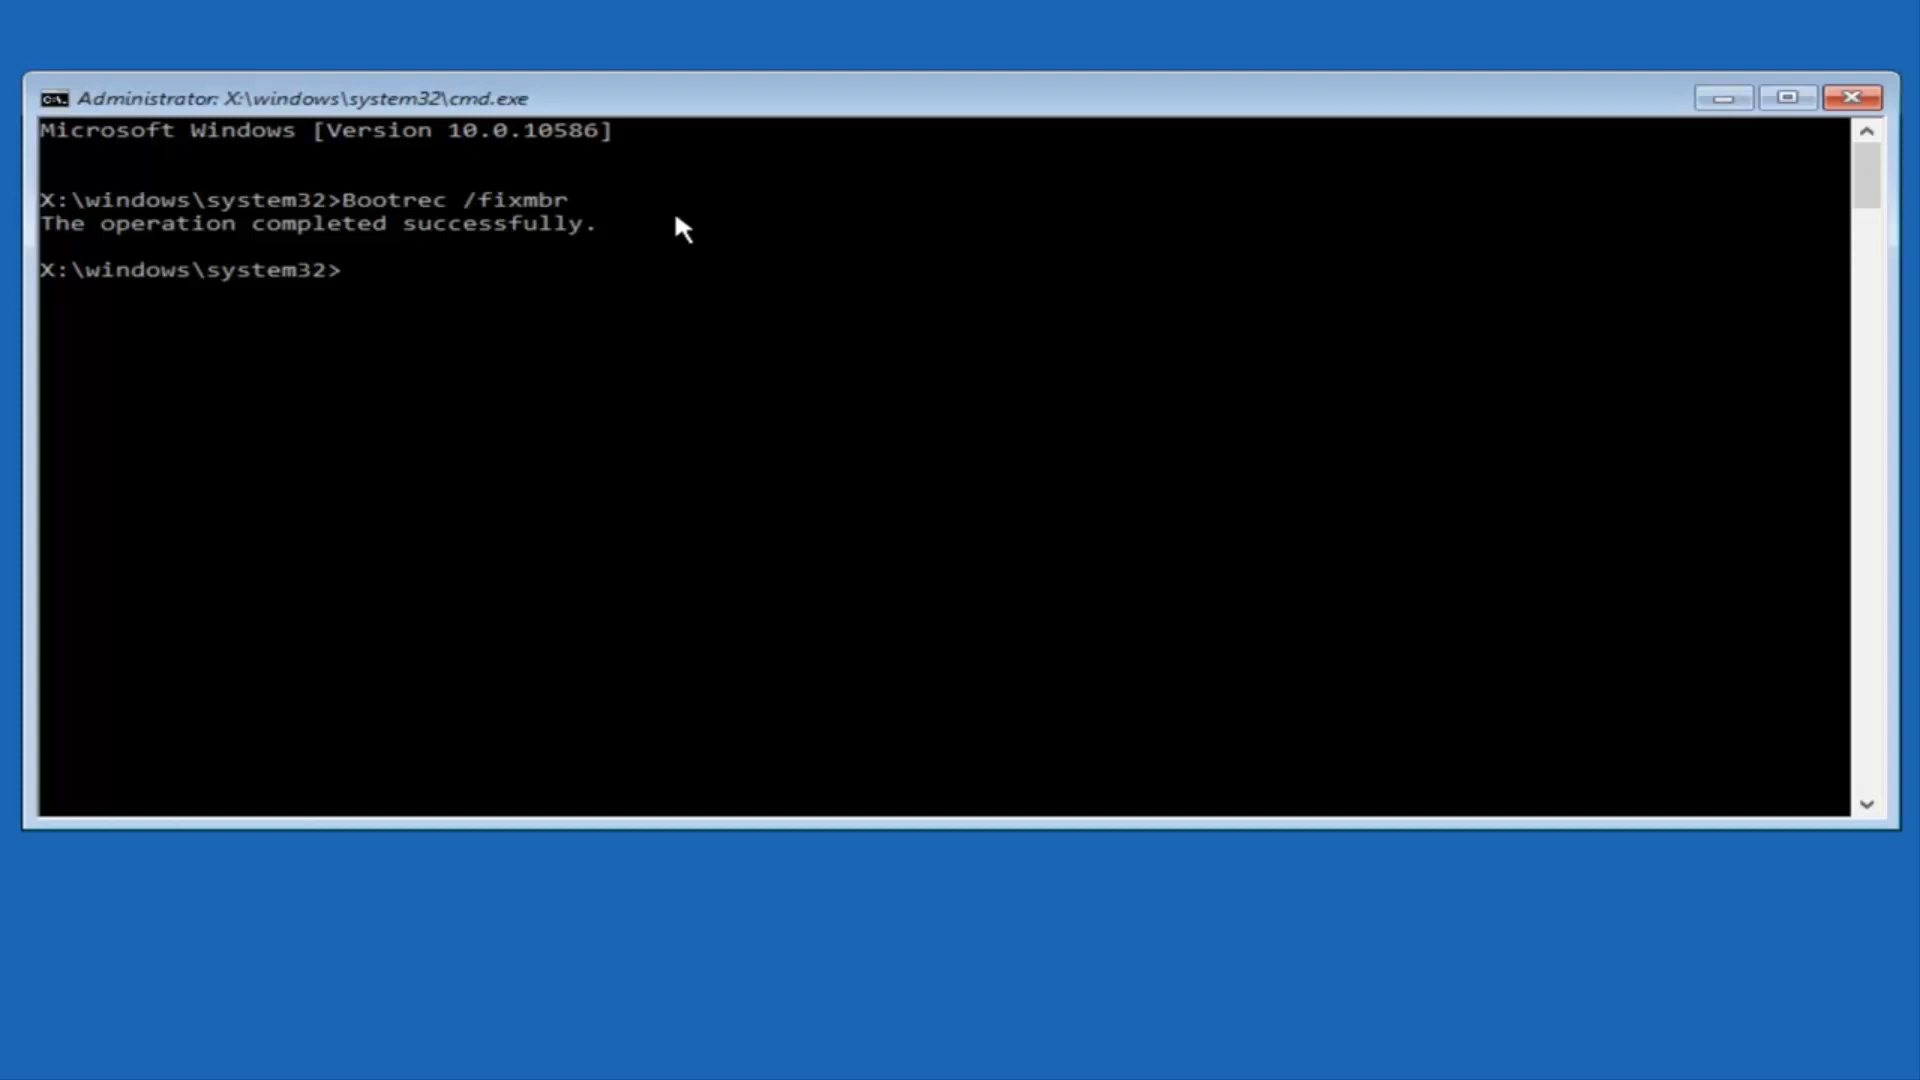 Administrator: X:\windows\system32\cmd.exe
Microsoft Windows [Version 10.0.10586]
X:\windows\system32>Bootrec /fixmbr
The operation completed successfully.
X:\windows\system32>